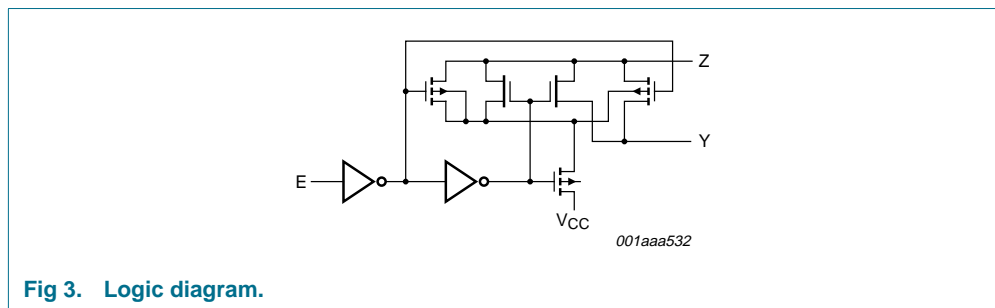 Z
Y
E
VCC
001aaa532
Fig 3. Logic diagram.